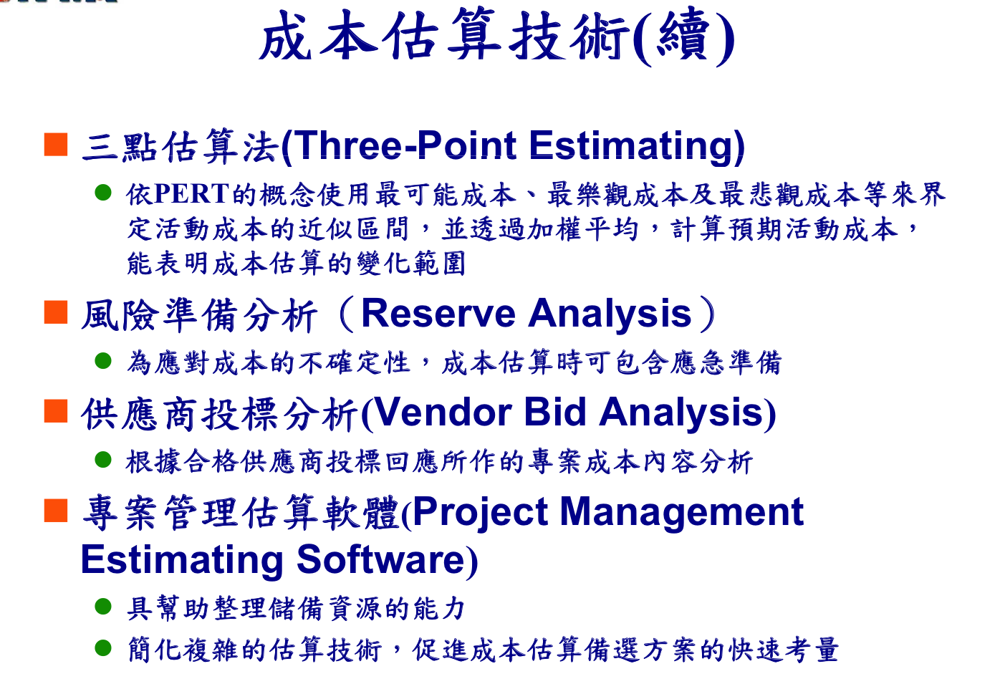 成本估算技術(續)
三點估算法(Three-Point Estimating)
依PERT的概念使用最可能成本、最樂觀成本及最悲觀成本等來界
定活動成本的近似區間，並透過加權平均，計算預期活動成本，
能表明成本估算的變化範圍
風險準備分析（Reserve Analysis）
為應對成本的不確定性，成本估算時可包含應急準備
供應商投標分析(Vendor Bid Analysis)
根據合格供應商投標回應所作的專案成本內容分析
專案管理估算軟體(Project Management
Estimating Software)
具幫助整理儲備資源的能力
簡化複雜的估算技術，促進成本估算備選方案的快速考量